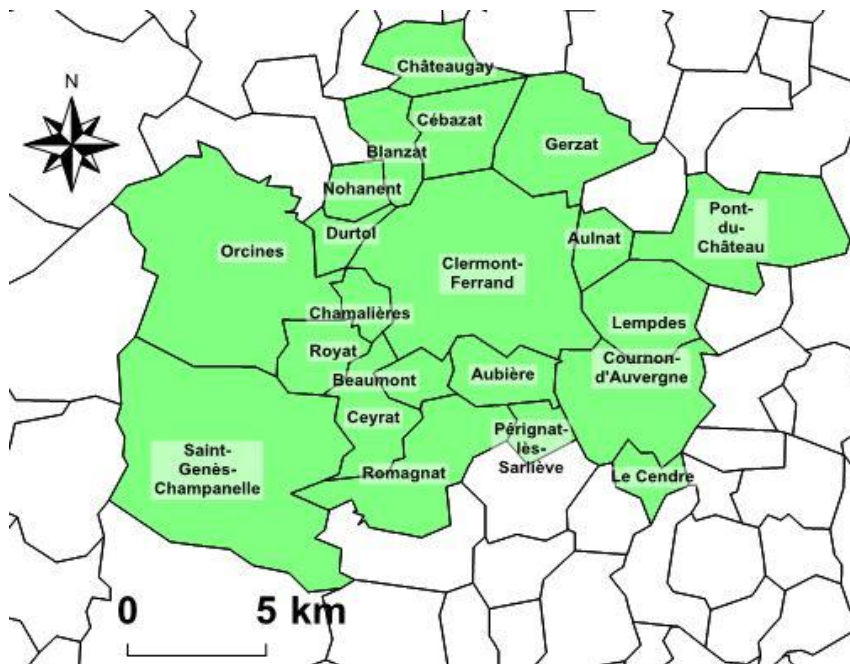 Châteaugay
N
Cébazat
Gerzat
Blanzat
Nohanent
Pont-
du-
Château
Durtol
Aulnat
Orcines
Clermont-
Ferrand
Chamalières
Lempdes
Royat
Cournon-
d'Auvergne
Beaumont
Aubière
Ceyrat
Pérignat-
lès-
Sarliève
Saint-
Genès-
Champanelle
Romagnat
Le Cendre
0 5 km